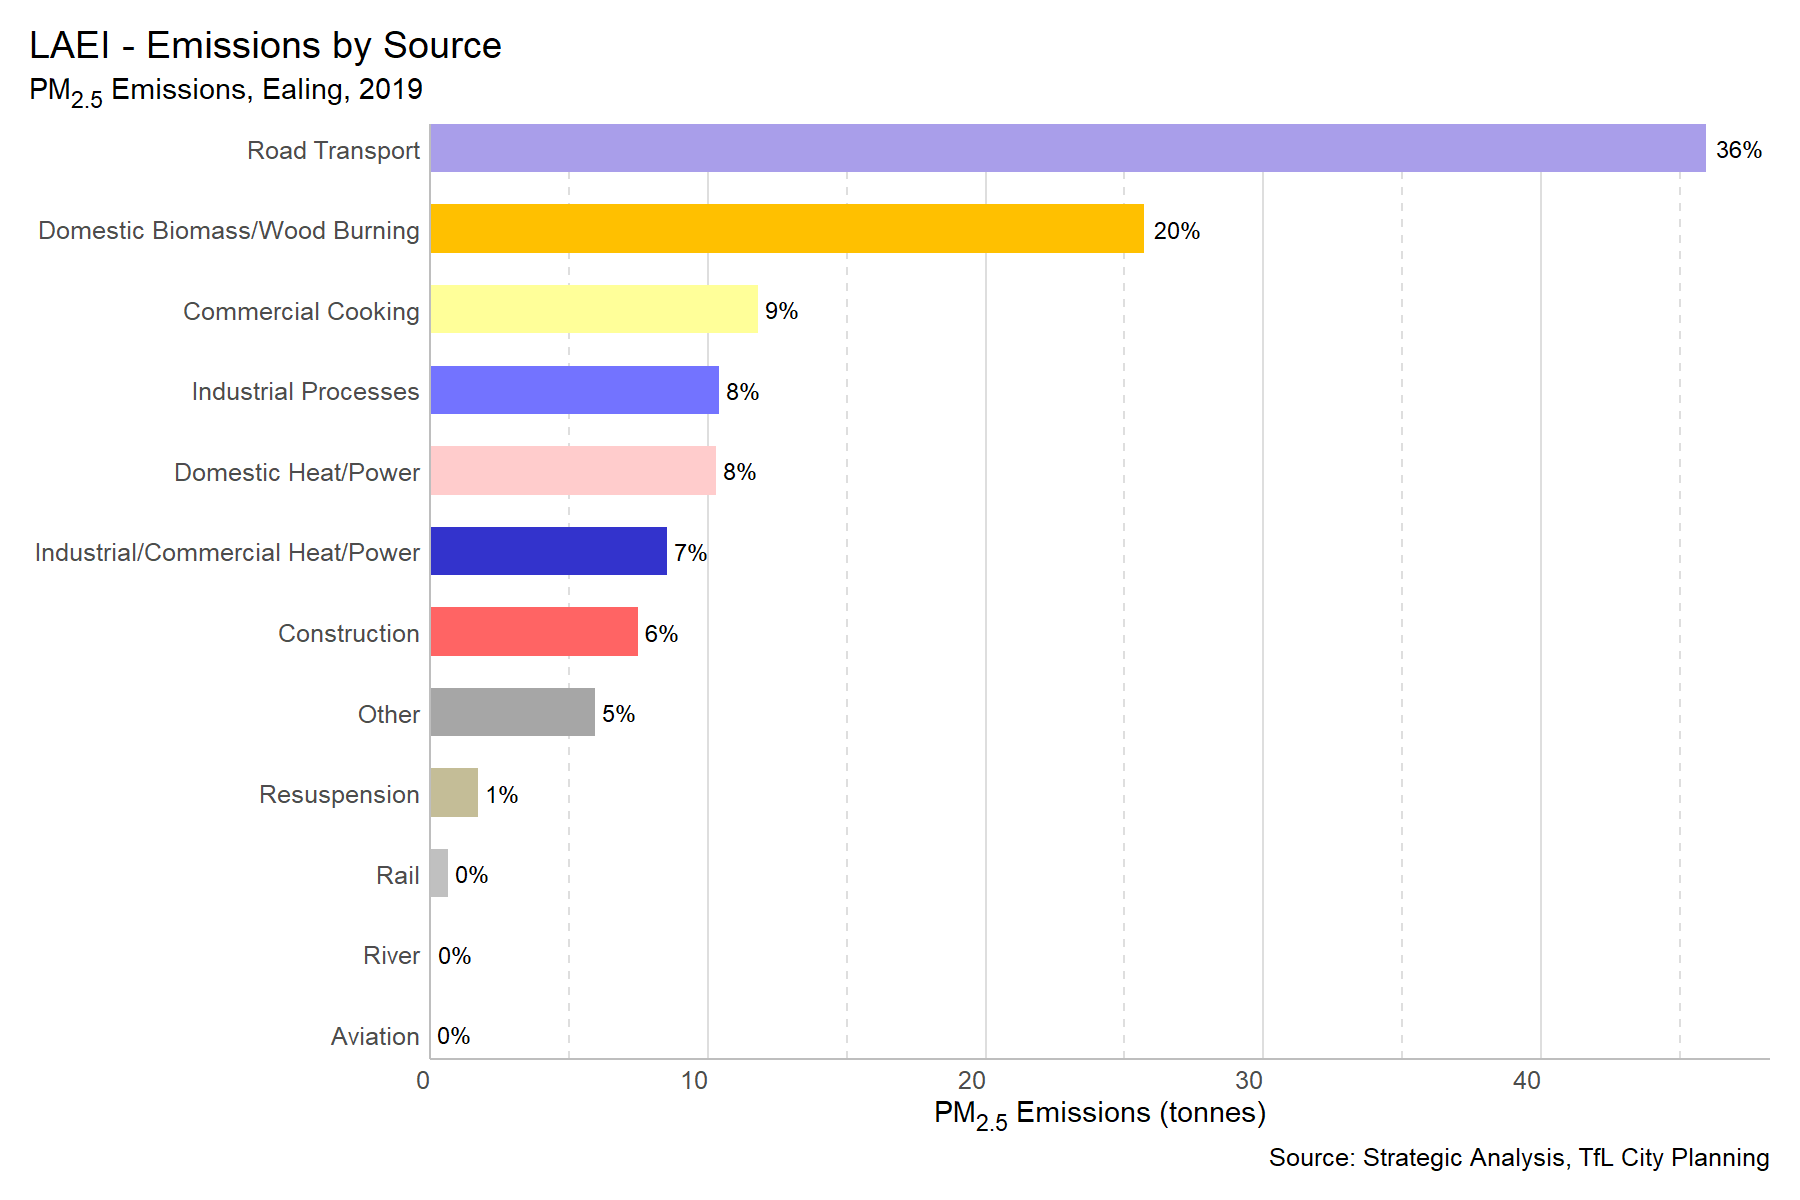 LAEI - Emissions by Source
PM2.5 Emissions, Ealing, 2019
Road Transport 36%
Domestic Biomass/Wood Burning 20%
Commercial Cooking 9%
Industrial Processes 8%
Domestic Heat/Power 8%
Industrial/Commercial Heat/Power 7%
Construction 6%
Other 5%
Resuspension 1%
Rail 0%
River 0%
Aviation 0%
0 10 20 30 40
PM2.5 Emissions (tonnes)
Source: Strategic Analysis, TfL City Planning